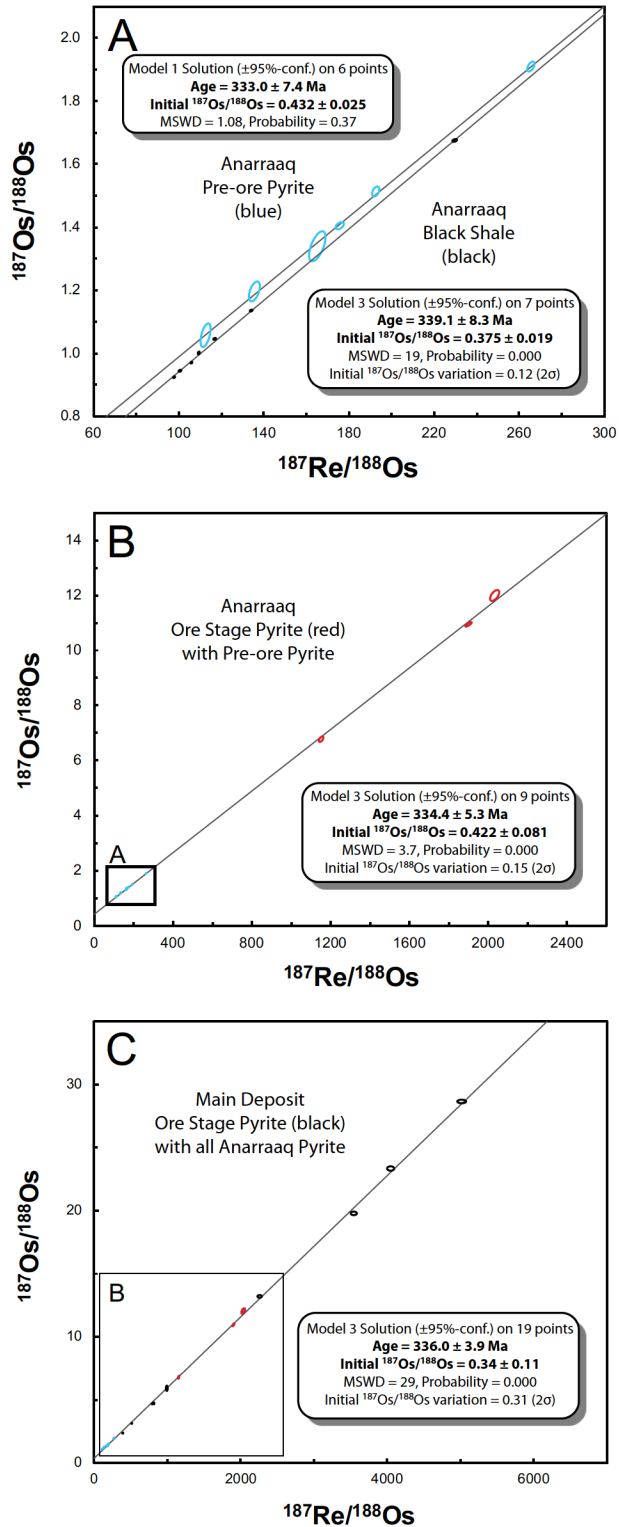 A
Model 1 Solution (±95%-conf.) on 6 points
Age = 333.0 ± 7.4 Ma
Initial ¹⁸⁷Os/¹⁸⁸Os = 0.432 ± 0.025
MSWD = 1.08, Probability = 0.37
Anarraaq
Pre-ore Pyrite
(blue)
Anarraaq
Black Shale
(black)
Model 3 Solution (±95%-conf.) on 7 points
Age = 339.1 ± 8.3 Ma
Initial ¹⁸⁷Os/¹⁸⁸Os = 0.375 ± 0.019
MSWD = 19, Probability = 0.000
Initial ¹⁸⁷Os/¹⁸⁸Os variation = 0.12 (2σ)
2.0
1.8
1.6
1.4
1.2
1.0
0.8
¹⁸⁷Os/¹⁸⁸Os
60 100 140 180 220 260 300
¹⁸⁷Re/¹⁸⁸Os
B
Anarraaq
Ore Stage Pyrite (red)
with Pre-ore Pyrite
Model 3 Solution (±95%-conf.) on 9 points
Age = 334.4 ± 5.3 Ma
Initial ¹⁸⁷Os/¹⁸⁸Os = 0.422 ± 0.081
MSWD = 3.7, Probability = 0.000
Initial ¹⁸⁷Os/¹⁸⁸Os variation = 0.15 (2σ)
A
14
12
10
8
6
4
2
0
¹⁸⁷Os/¹⁸⁸Os
0 400 800 1200 1600 2000 2400
¹⁸⁷Re/¹⁸⁸Os
C
Main Deposit
Ore Stage Pyrite (black)
with all Anarraaq Pyrite
B
Model 3 Solution (±95%-conf.) on 19 points
Age = 336.0 ± 3.9 Ma
Initial ¹⁸⁷Os/¹⁸⁸Os = 0.34 ± 0.11
MSWD = 29, Probability = 0.000
Initial ¹⁸⁷Os/¹⁸⁸Os variation = 0.31 (2σ)
30
20
10
0
¹⁸⁷Os/¹⁸⁸Os
0 2000 4000 6000
¹⁸⁷Re/¹⁸⁸Os